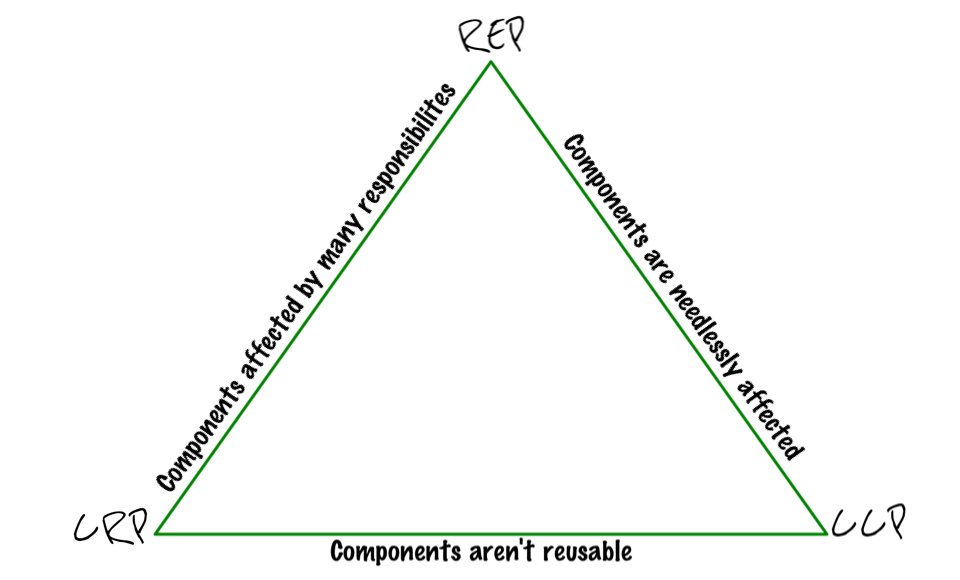 REP
Components affected by many responsibilites
Components are needlessly affected
CRP
CCP
Components aren't reusable